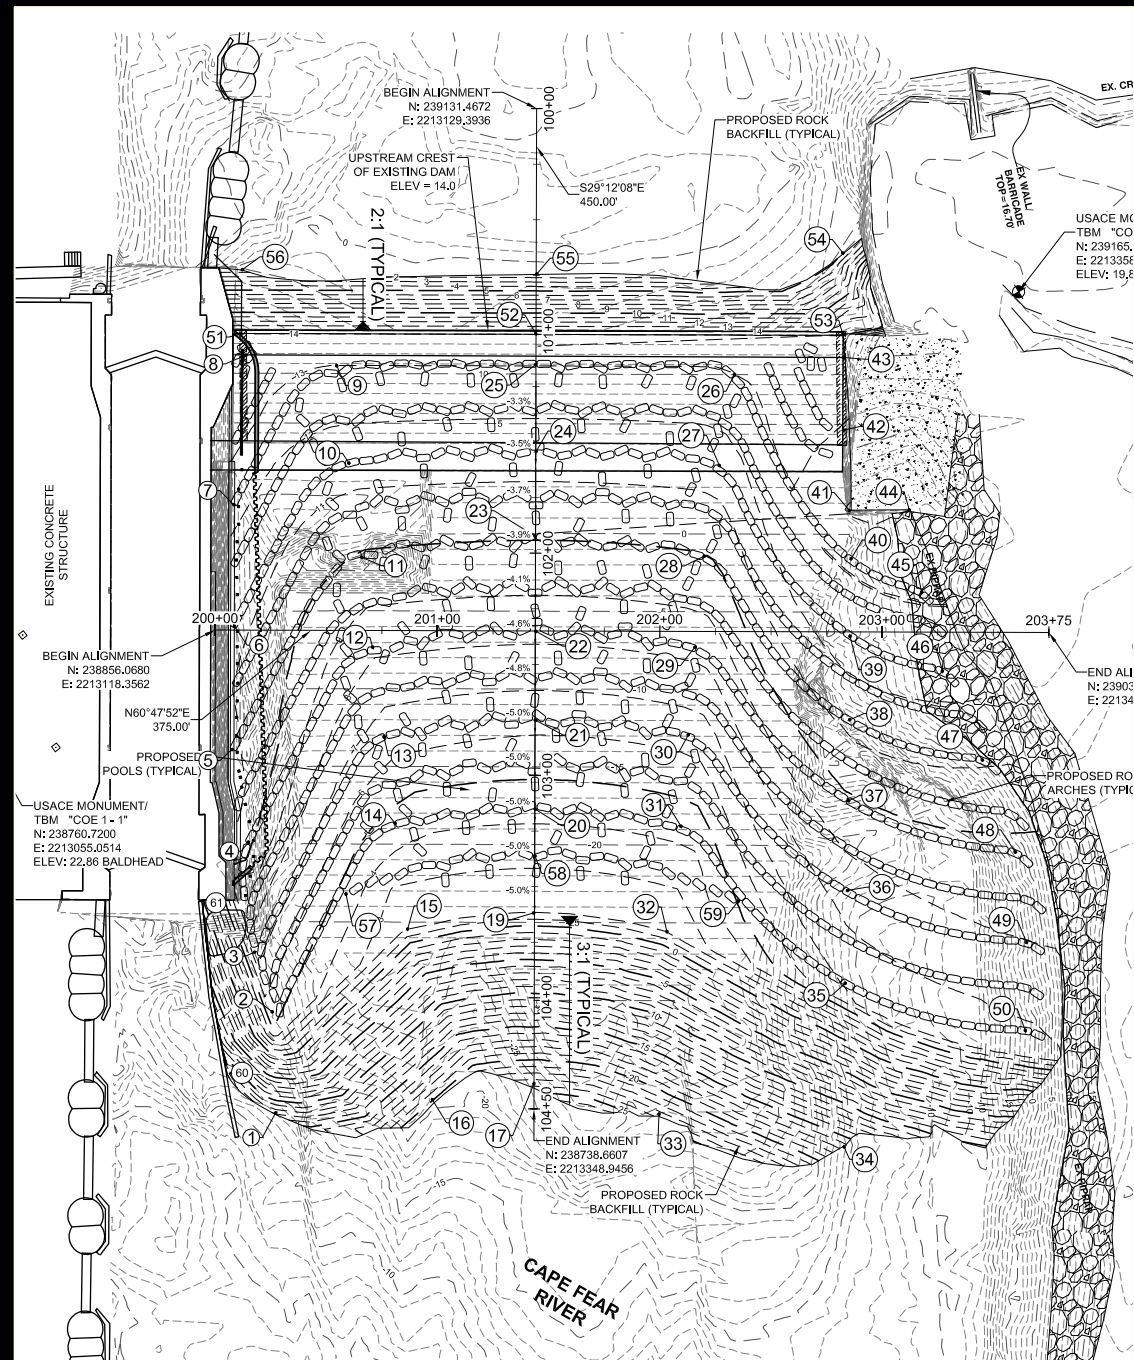 BEGIN ALIGNMENT
N: 239131.4672
E: 2213129.3936
100+00
EX. CR
PROPOSED ROCK
BACKFILL (TYPICAL)
UPSTREAM CREST
OF EXISTING DAM
ELEV = 14.0
S29°12'08"E
450.00'
EX WALL/
BARRICADE
TOP=16.70'
USACE MO
TBM "CO
N: 239165.
E: 2213358
ELEV: 19.8
2:1 (TYPICAL)
54
56
55
52
53
51
101+00
8
9
25
26
43
42
-3.3%
24
27
-3.5%
10
7
-3.7%
41
44
23
-3.9%
102+00
40
45
11
28
-4.1%
EXISTING CONCRETE
STRUCTURE
200+00
201+00
202+00
203+00
203+75
-4.6%
6
12
22
29
46
39
BEGIN ALIGNMENT
N: 238856.0680
E: 2213118.3562
-4.8%
END ALI
N: 23903
E: 22134
N60°47'52"E
375.00'
-5.0%
38
47
21
13
30
PROPOSED
POOLS (TYPICAL)
5
-5.0%
103+00
PROPOSED RO
ARCHES (TYPIC
37
USACE MONUMENT/
TBM "COE 1 - 1"
N: 238760.7200
E: 2213055.0514
ELEV: 22.86 BALDHEAD
-5.0%
14
20
31
48
4
-5.0%
58
36
-5.0%
61
57
15
19
32
59
49
3
3:1 (TYPICAL)
2
104+00
35
50
60
1
16
17
104+50
33
34
END ALIGNMENT
N: 238738.6607
E: 2213348.9456
PROPOSED ROCK
BACKFILL (TYPICAL)
CAPE FEAR
RIVER